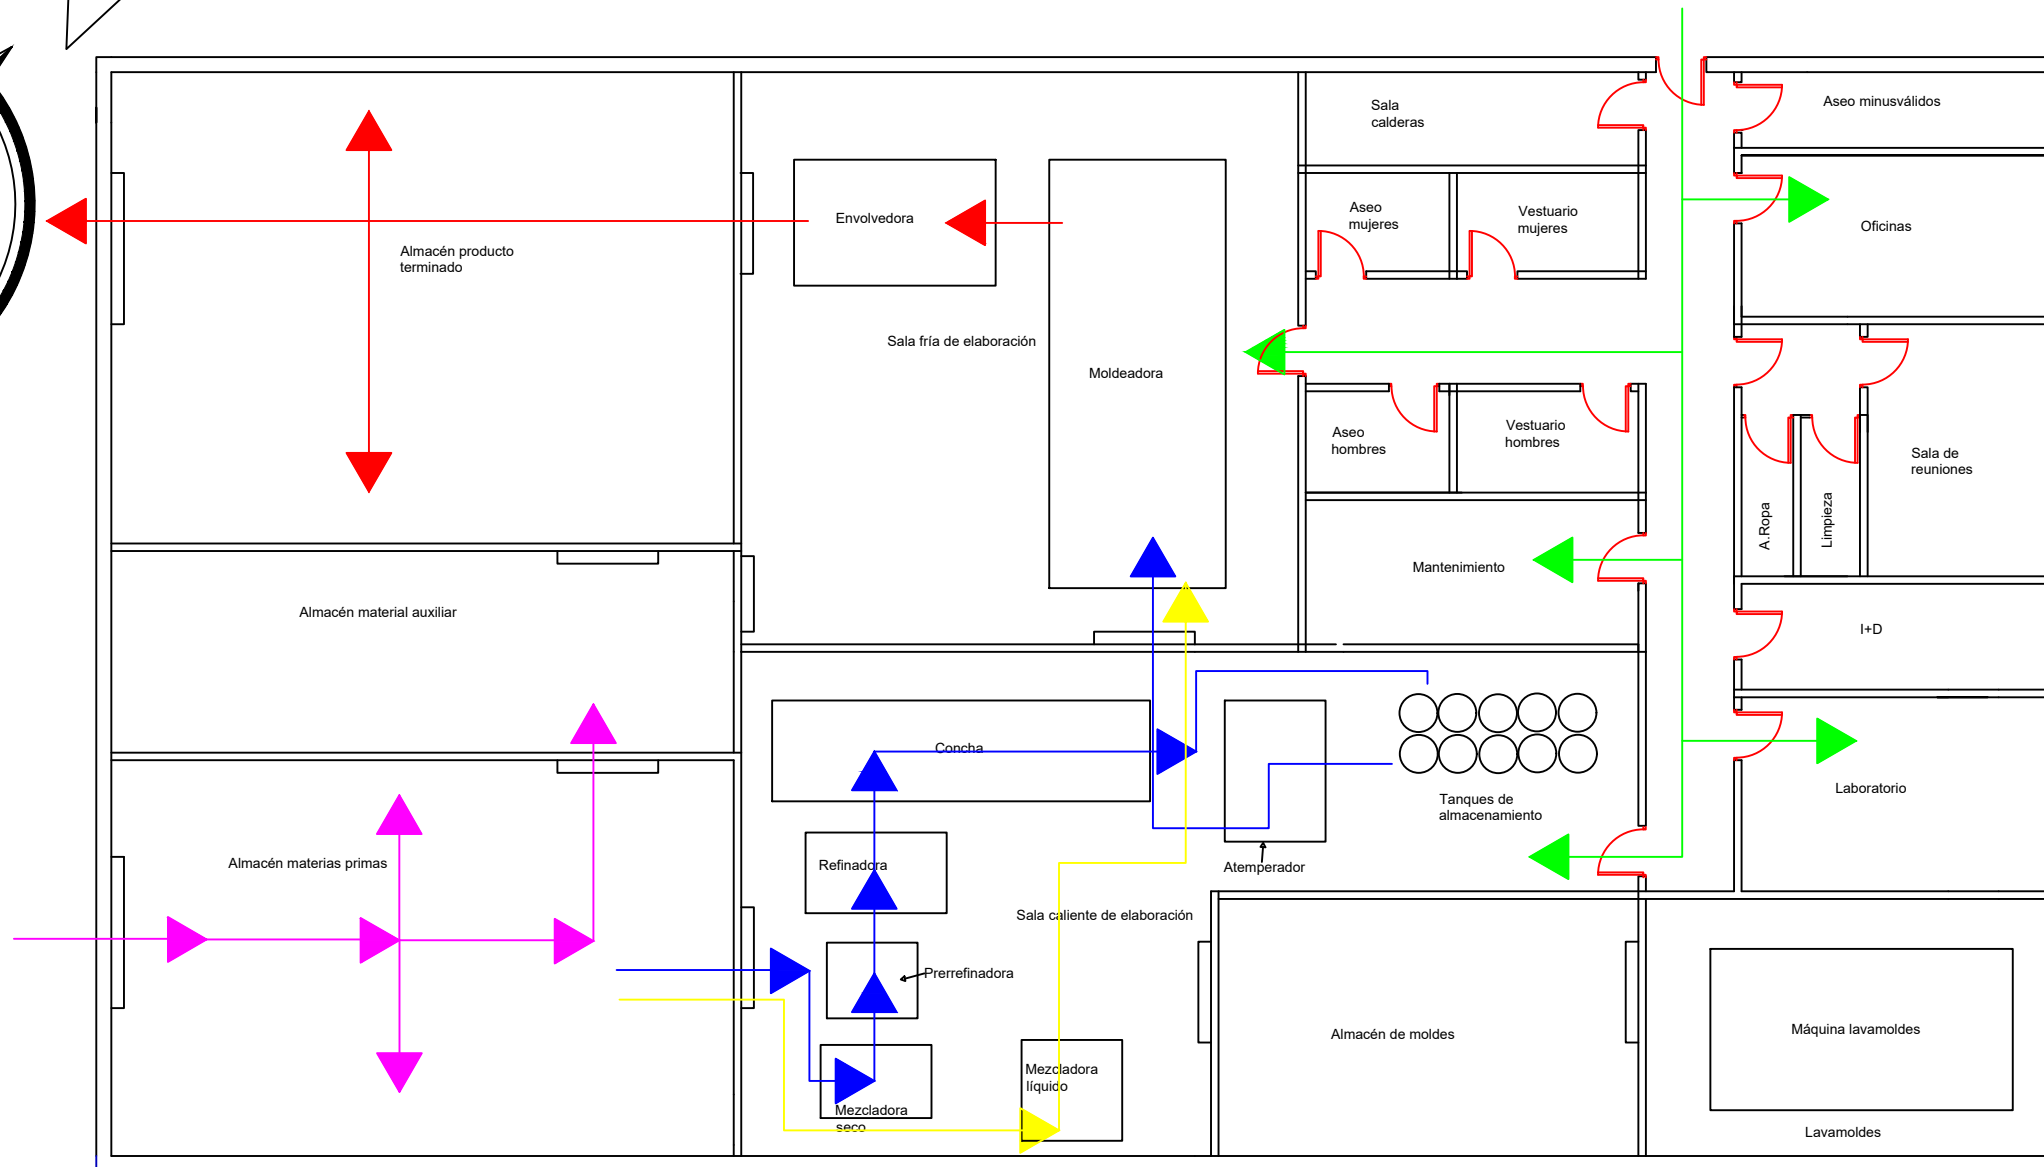 Sala
calderas
Aseo minusválidos
Aseo
mujeres
Vestuario
mujeres
Envolvedora
Oficinas
Almacén producto
terminado
Sala fría de elaboración
Moldeadora
Aseo
hombres
Vestuario
hombres
Sala de
reuniones
A.Ropa
Limpieza
Mantenimiento
Almacén material auxiliar
I+D
Concha
Tanques de
almacenamiento
Laboratorio
Almacén materias primas
Refinadora
Atemperador
Sala caliente de elaboración
Prerrefinadora
Almacén de moldes
Máquina lavamoldes
Mezcladora
líquido
Mezcladora
seco
Lavamoldes